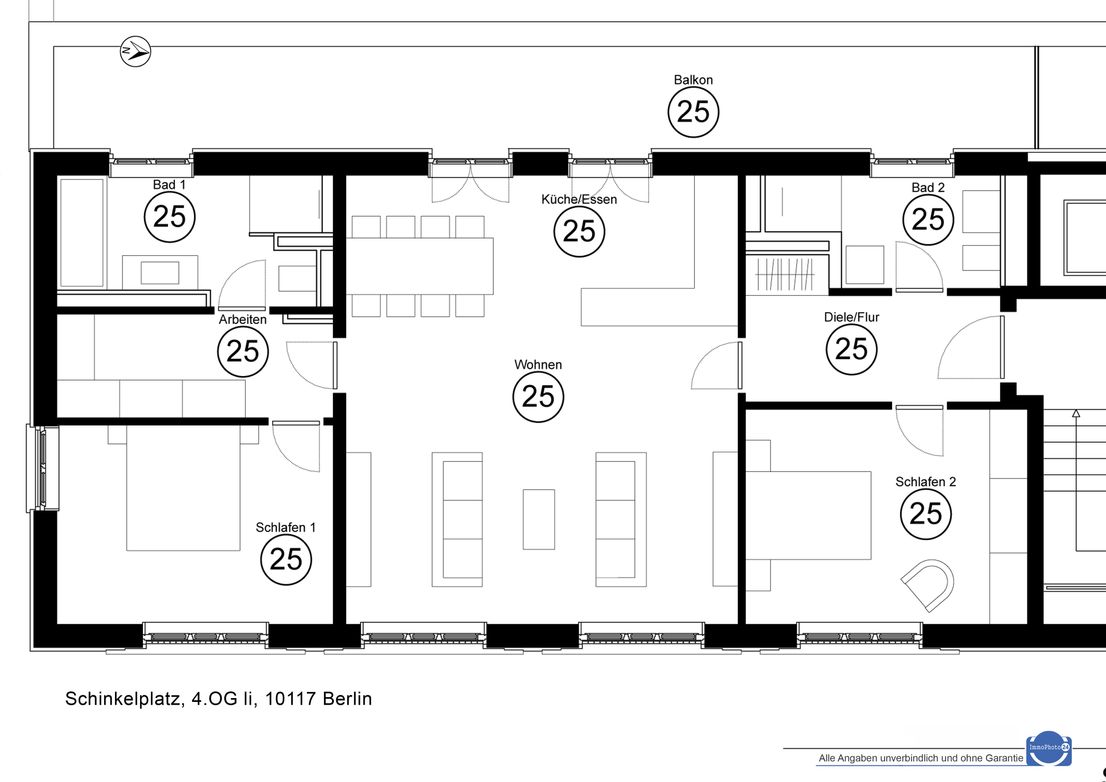 N
Balkon
25
Bad 1
25
Küche/Essen
25
Bad 2
25
Arbeiten
25
Diele/Flur
25
Wohnen
25
Schlafen 2
25
Schlafen 1
25
Schinkelplatz, 4.OG li, 10117 Berlin
Alle Angaben unverbindlich und ohne Garantie
ImmoPhoto24